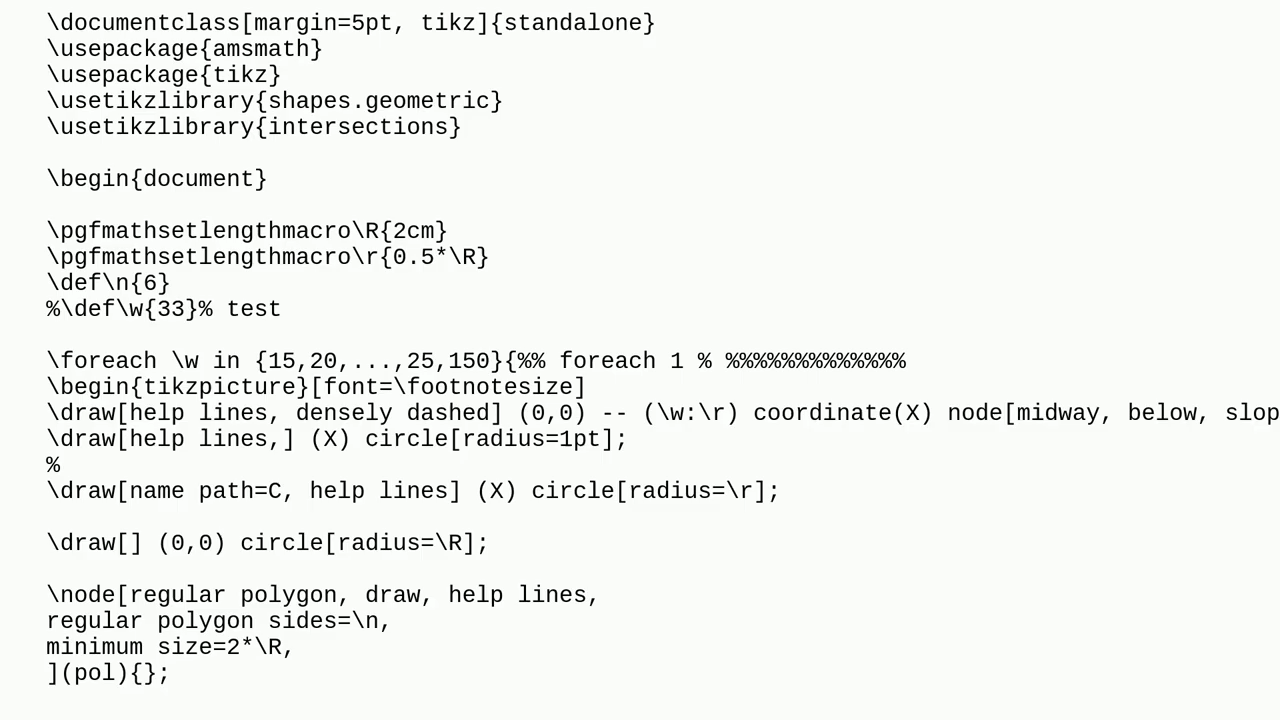 \documentclass[margin=5pt, tikz]{standalone}
\usepackage{amsmath}
\usepackage{tikz}
\usetikzlibrary{shapes.geometric}
\usetikzlibrary{intersections}
\begin{document}
\pgfmathsetlengthmacro\R{2cm}
\pgfmathsetlengthmacro\r{0.5*\R}
\def\n{6}
%\def\w{33}% test
\foreach \w in {15,20,...,25,150}{%% foreach 1 % %%%%%%%%%%%%%
\begin{tikzpicture}[font=\footnotesize]
\draw[help lines, densely dashed] (0,0) -- (\w:\r) coordinate(X) node[midway, below, slop
\draw[help lines,] (X) circle[radius=1pt];
%
\draw[name path=C, help lines] (X) circle[radius=\r];
\draw[] (0,0) circle[radius=\R];
\node[regular polygon, draw, help lines,
regular polygon sides=\n,
minimum size=2*\R,
](pol){};